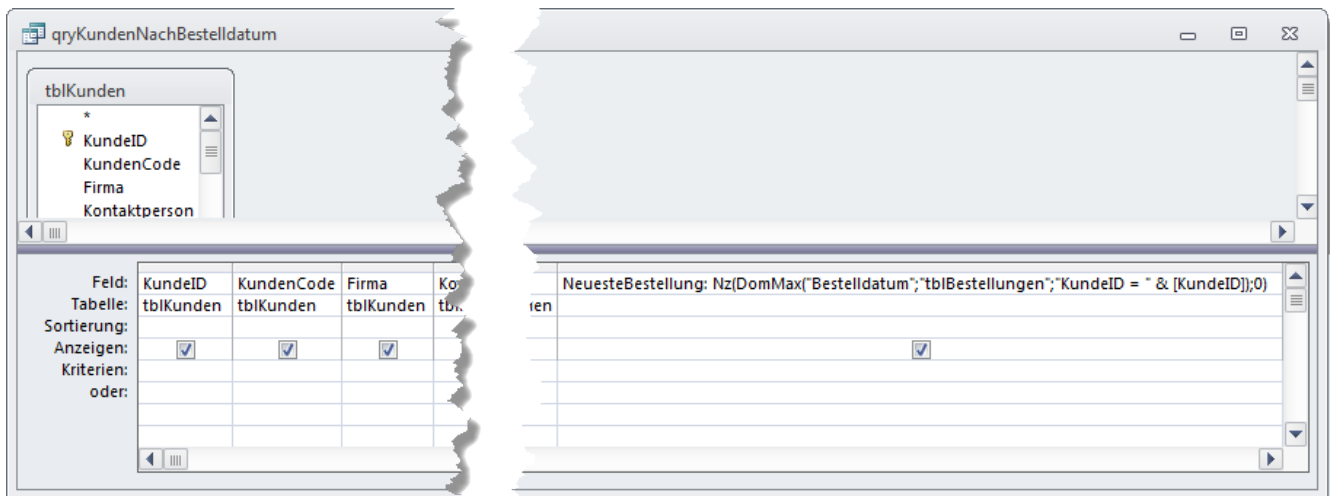 qryKundenNachBestelldatum
tblKunden
*
KundeID
KundenCode
Firma
Kontaktperson
Feld: KundeID KundenCode Firma NeuesteBestellung: Nz(DomMax("Bestelldatum";"tblBestellungen";"KundeID = " & [KundeID]);0)
Tabelle: tblKunden tblKunden tblKunden
Sortierung:
Anzeigen:
Kriterien:
oder: